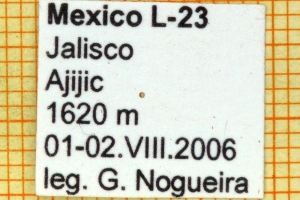 Mexico L-23
Jalisco
Ajijic
1620 m
01-02.VIII.2006
leg. G. Nogueira